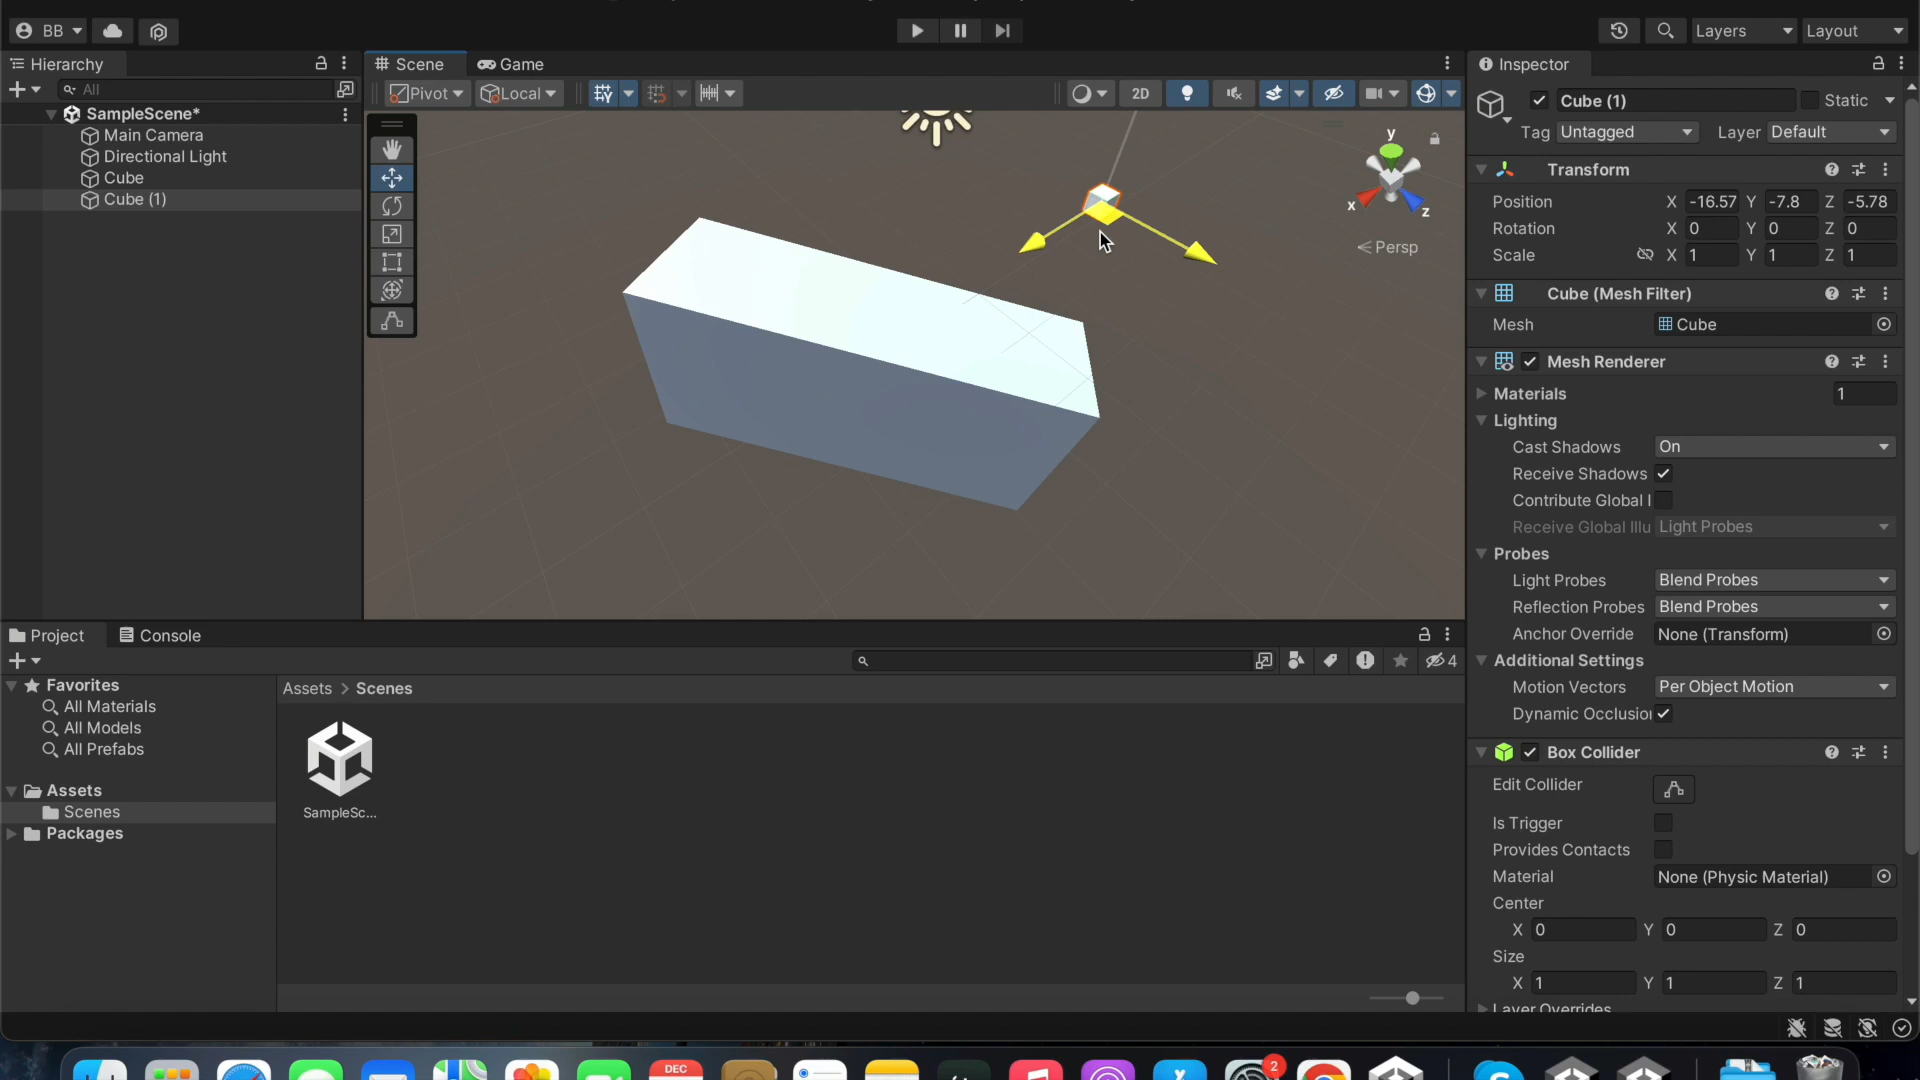 BB
Layers
Layout
Hierarchy
All
SampleScene*
Main Camera
Directional Light
Cube
Cube (1)
Scene
Game
Pivot
Local
2D
y
x
z
Persp
Inspector
Cube (1)
Static
Tag Untagged
Layer Default
Transform
Position X -16.57 Y -7.8 Z -5.78
Rotation X 0 Y 0 Z 0
Scale X 1 Y 1 Z 1
Cube (Mesh Filter)
Mesh Cube
Mesh Renderer
Materials 1
Lighting
Cast Shadows On
Receive Shadows
Contribute Global I
Receive Global Illu Light Probes
Probes
Light Probes Blend Probes
Reflection Probes Blend Probes
Anchor Override None (Transform)
Additional Settings
Motion Vectors Per Object Motion
Dynamic Occlusion
Box Collider
Edit Collider
Is Trigger
Provides Contacts
Material None (Physic Material)
Center
X 0 Y 0 Z 0
Size
X 1 Y 1 Z 1
Layer Overrides
Project
Console
4
Favorites
All Materials
All Models
All Prefabs
Assets
Scenes
Packages
Assets > Scenes
SampleSc...
DEC
2